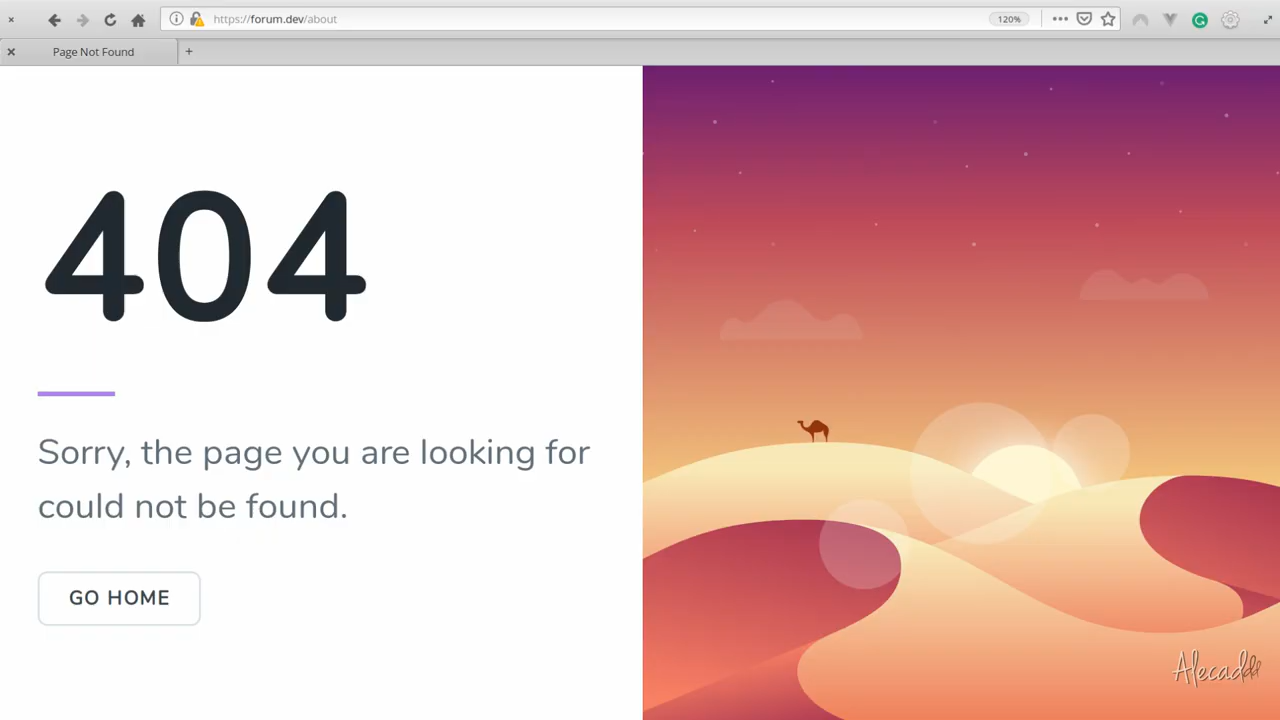 https://forum.dev/about
120%
Page Not Found
404
Sorry, the page you are looking for
could not be found.
GO HOME
Alecaddd